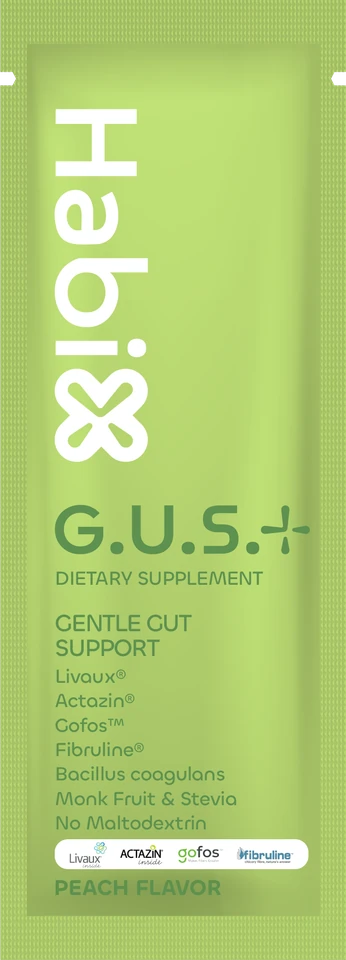 Habi
G.U.S.+
DIETARY SUPPLEMENT
GENTLE GUT
SUPPORT
Livaux®
Actazin®
Gofos™
Fibruline®
Bacillus coagulans
Monk Fruit & Stevia
No Maltodextrin
Livaux inside ACTAZIN inside gofos fibruline
PEACH FLAVOR